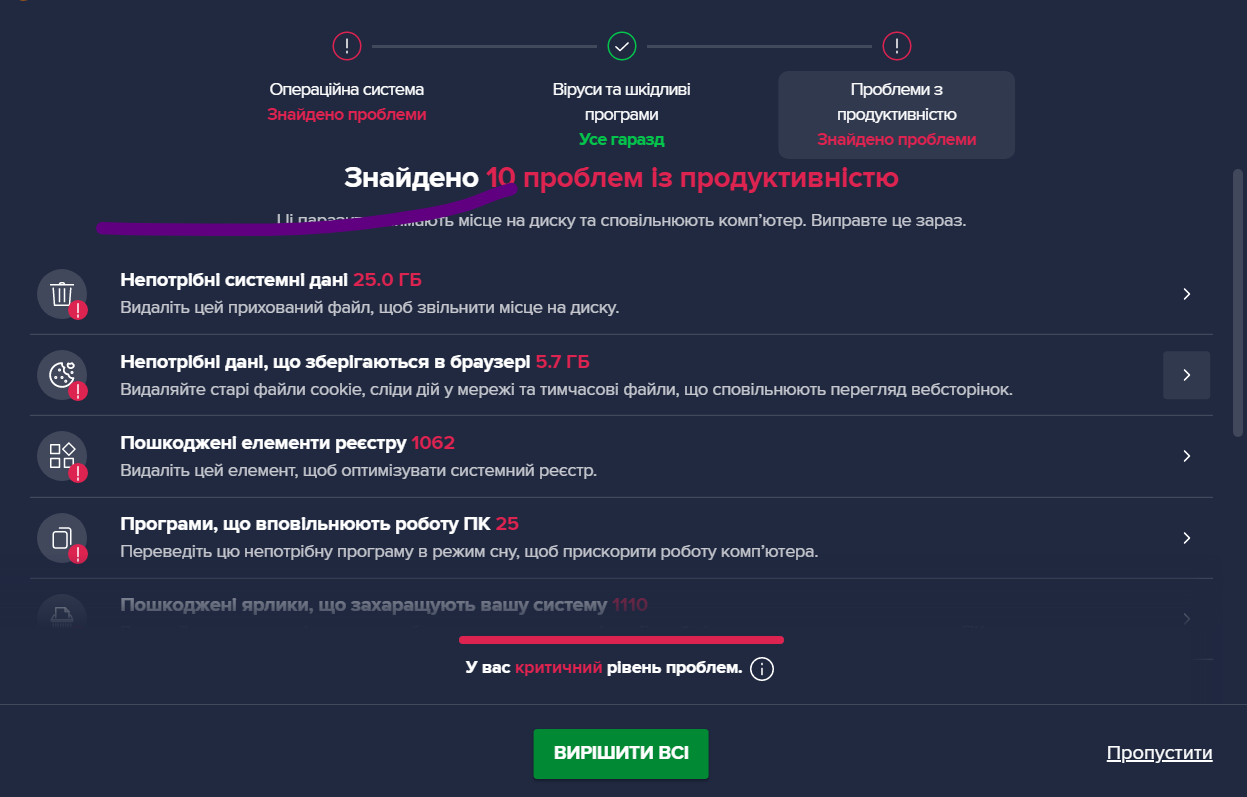 Операційна система
Знайдено проблеми
Віруси та шкідливі
програми
Усе гаразд
Проблеми з
продуктивністю
Знайдено проблеми
Знайдено 10 проблем із продуктивністю
місце на диску та сповільнюють комп’ютер. Виправте це зараз.
Непотрібні системні дані 25.0 ГБ
Видаліть цей прихований файл, щоб звільнити місце на диску.
Непотрібні дані, що зберігаються в браузері 5.7 ГБ
Видаляйте старі файли cookie, сліди дій у мережі та тимчасові файли, що сповільнюють перегляд вебсторінок.
Пошкоджені елементи реєстру 1062
Видаліть цей елемент, щоб оптимізувати системний реєстр.
Програми, що вповільнюють роботу ПК 25
Переведіть цю непотрібну програму в режим сну, щоб прискорити роботу комп’ютера.
Пошкоджені ярлики, що захаращують вашу систему 1110
У вас критичний рівень проблем.
ВИРІШИТИ ВСІ
Пропустити